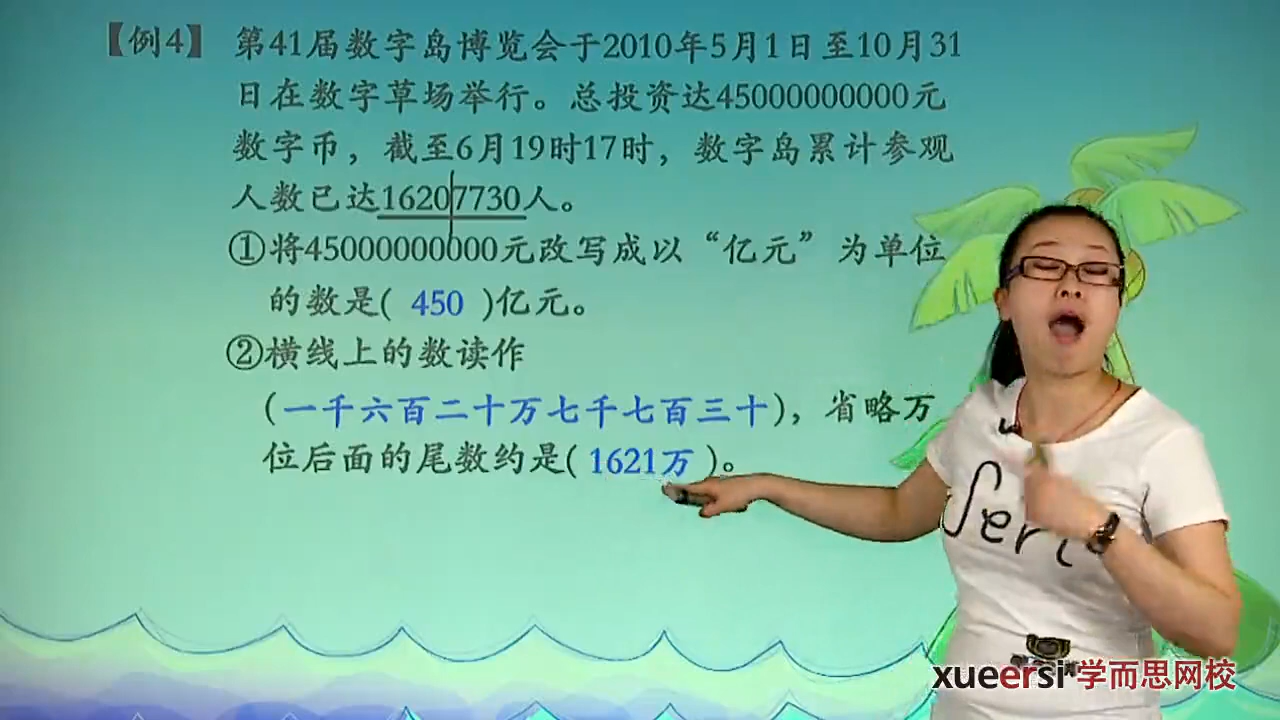 【例4】 第41届数字岛博览会于2010年5月1日至10月31
日在数字草场举行。总投资达45000000000元
数字币，截至6月19时17时，数字岛累计参观
人数已达16207730人。
①将45000000000元改写成以“亿元”为单位
的数是( 450 )亿元。
②横线上的数读作
(一千六百二十万七千七百三十)，省略万
位后面的尾数约是( 1621万 )。
xueersi 学而思网校